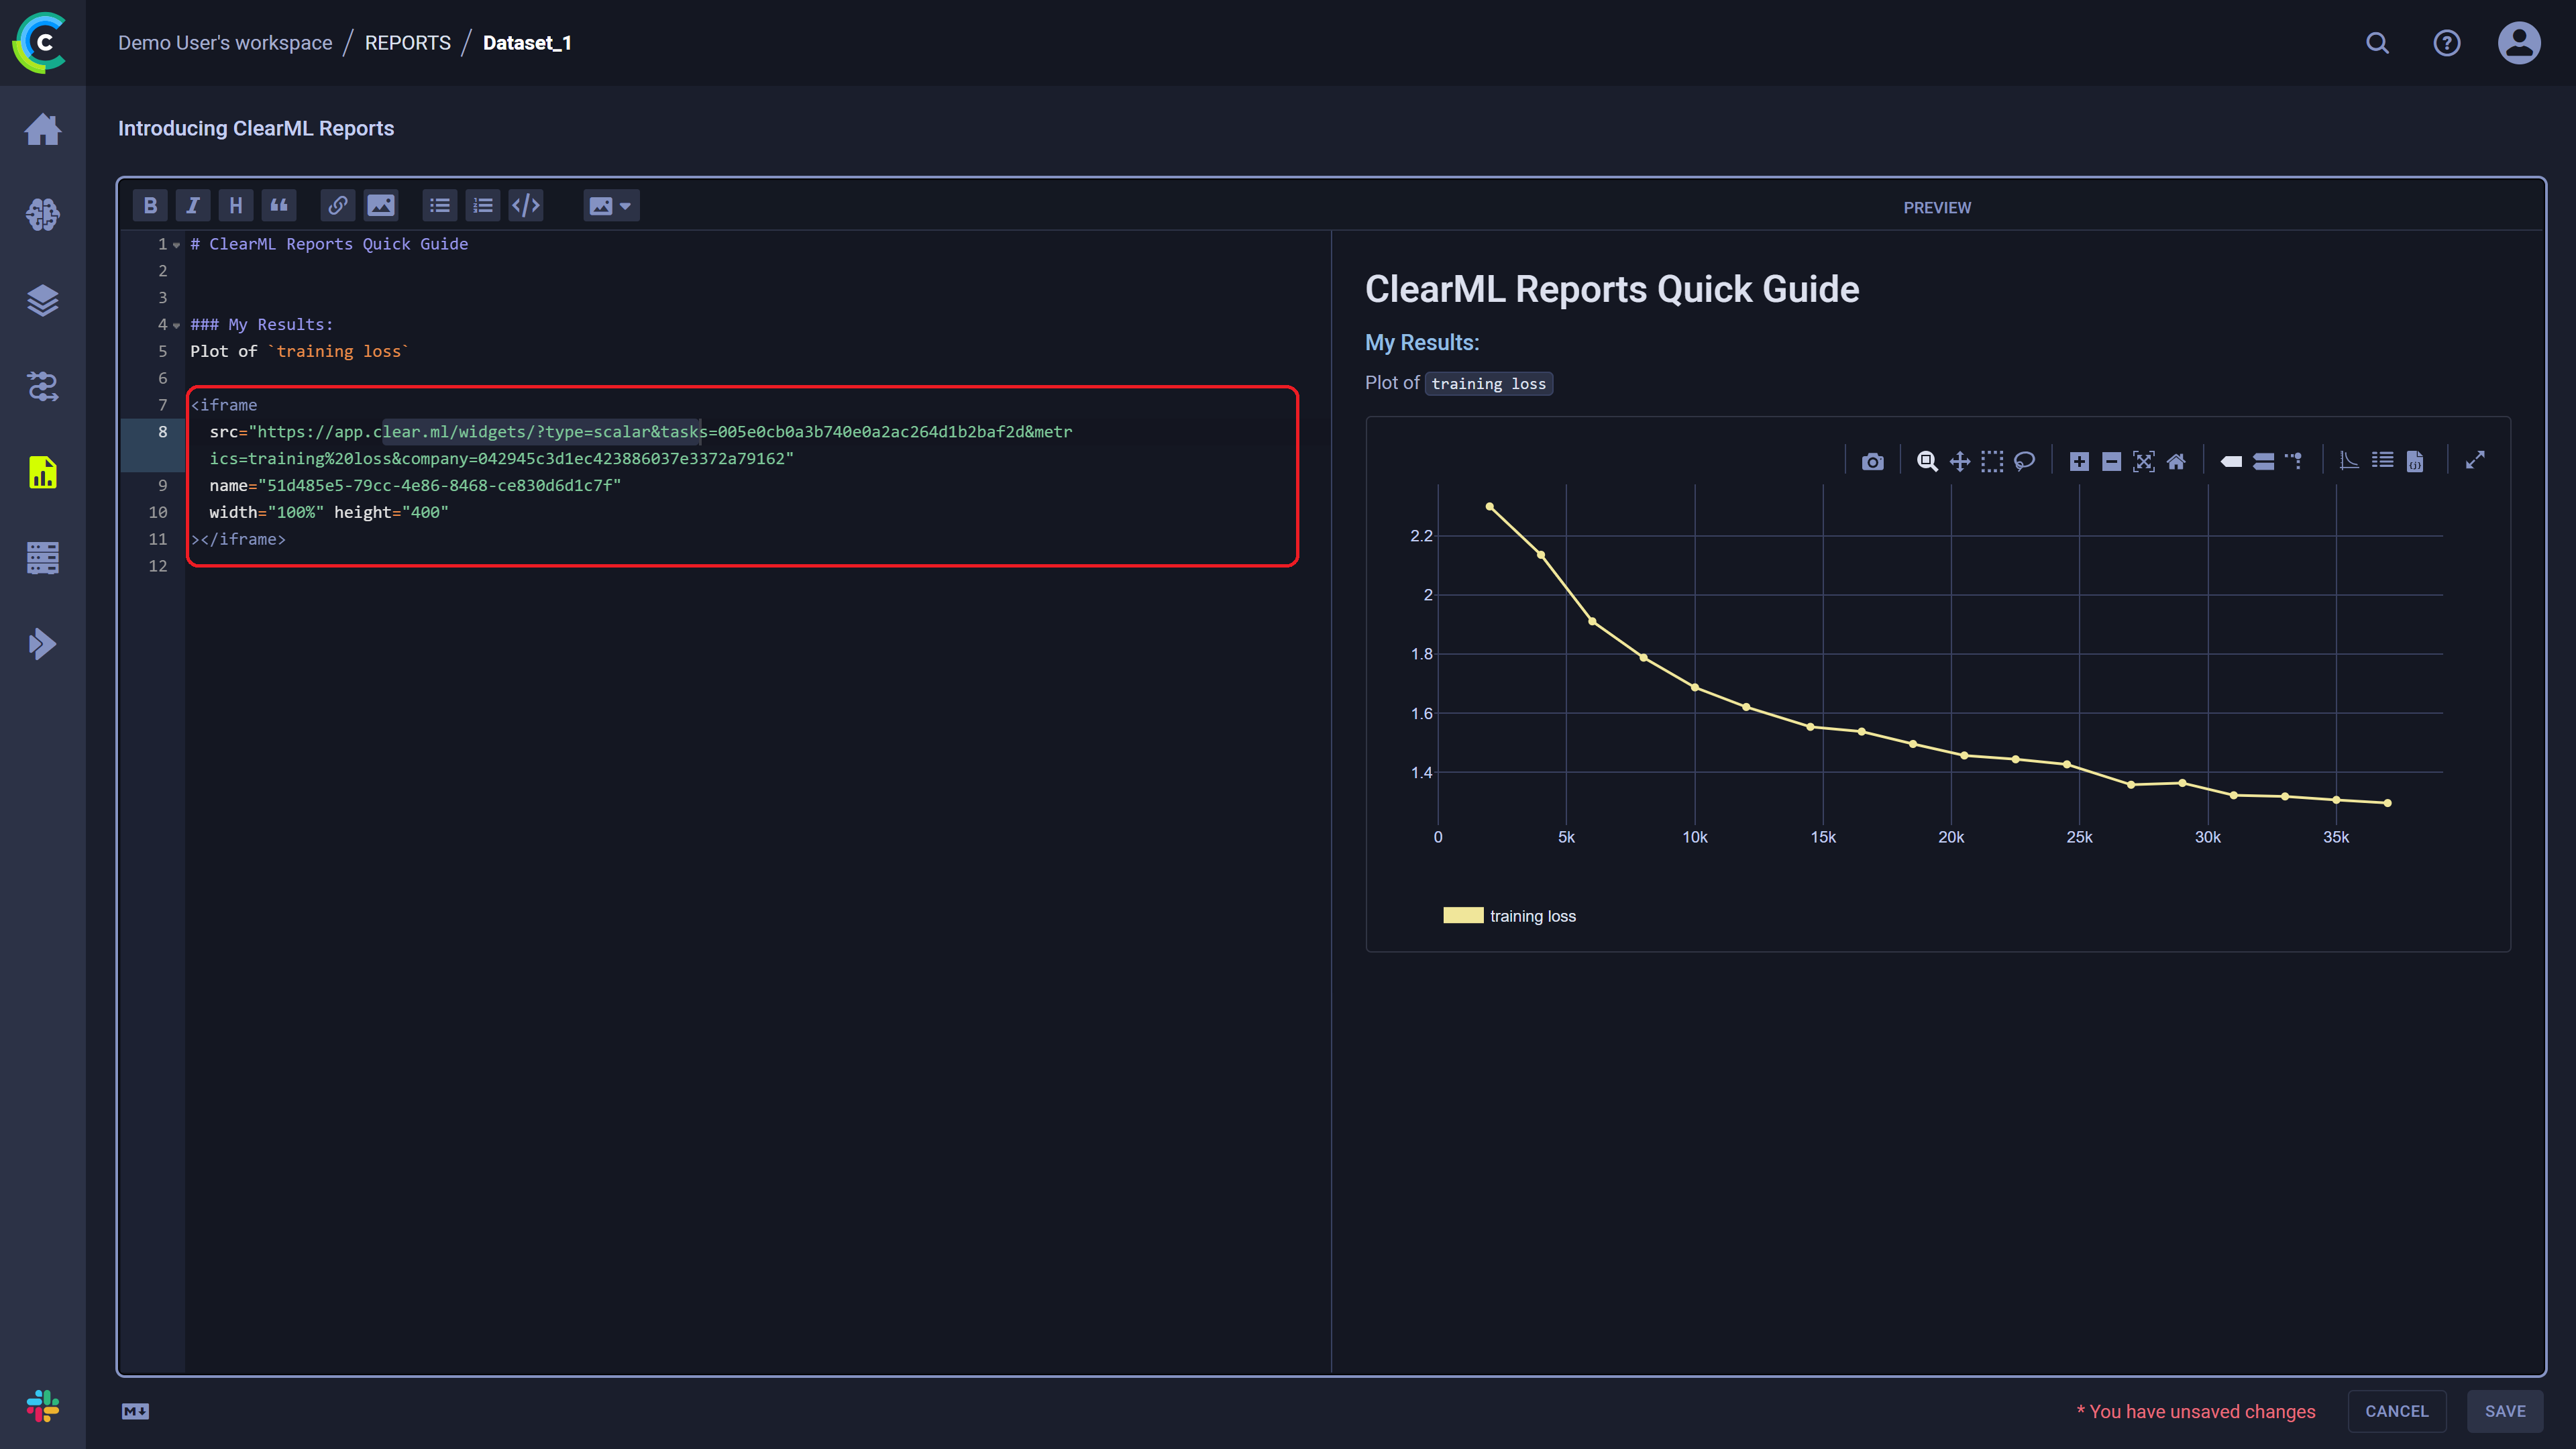 C
Demo User's workspace / REPORTS / Dataset_1
Introducing ClearML Reports
B I H </>
PREVIEW
1 # ClearML Reports Quick Guide
2
3
4 ### My Results:
5 Plot of `training loss`
6
7 <iframe
8 src="https://app.clear.ml/widgets/?type=scalar&tasks=005e0cb0a3b740e0a2ac264d1b2baf2d&metr
ics=training%20loss&company=042945c3d1ec423886037e3372a79162"
9 name="51d485e5-79cc-4e86-8468-ce830d6d1c7f"
10 width="100%" height="400"
11 ></iframe>
12
ClearML Reports Quick Guide
My Results:
Plot of training loss
2.2
2
1.8
1.6
1.4
0 5k 10k 15k 20k 25k 30k 35k
training loss
M
* You have unsaved changes
CANCEL
SAVE